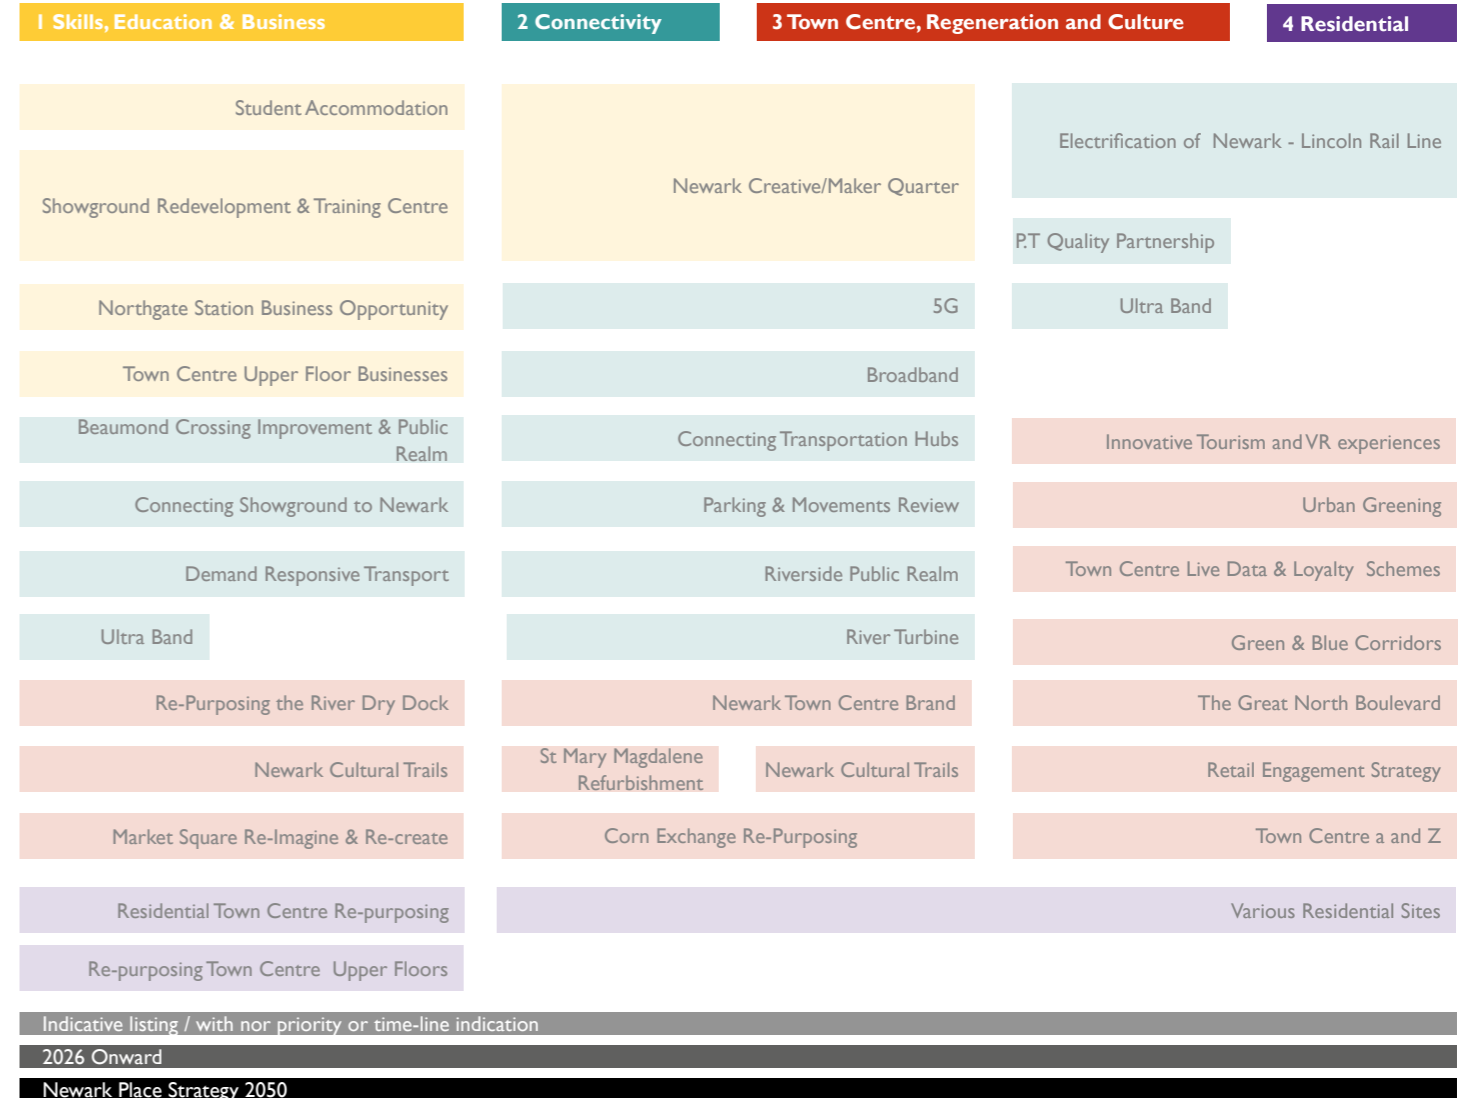 1 Skills, Education & Business
2 Connectivity
3 Town Centre, Regeneration and Culture
4 Residential
Student Accommodation
Showground Redevelopment & Training Centre
Northgate Station Business Opportunity
Town Centre Upper Floor Businesses
Beaumond Crossing Improvement & Public
Realm
Connecting Showground to Newark
Demand Responsive Transport
Ultra Band
Re-Purposing the River Dry Dock
Newark Cultural Trails
Market Square Re-Imagine & Re-create
Residential Town Centre Re-purposing
Re-purposing Town Centre Upper Floors
Newark Creative/Maker Quarter
5G
Broadband
Connecting Transportation Hubs
Parking & Movements Review
Riverside Public Realm
River Turbine
Newark Town Centre Brand
St Mary Magdalene
Refurbishment
Newark Cultural Trails
Corn Exchange Re-Purposing
Electrification of Newark - Lincoln Rail Line
P.T Quality Partnership
Ultra Band
Innovative Tourism and VR experiences
Urban Greening
Town Centre Live Data & Loyalty Schemes
Green & Blue Corridors
The Great North Boulevard
Retail Engagement Strategy
Town Centre a and Z
Various Residential Sites
Indicative listing / with nor priority or time-line indication
2026 Onward
Newark Place Strategy 2050